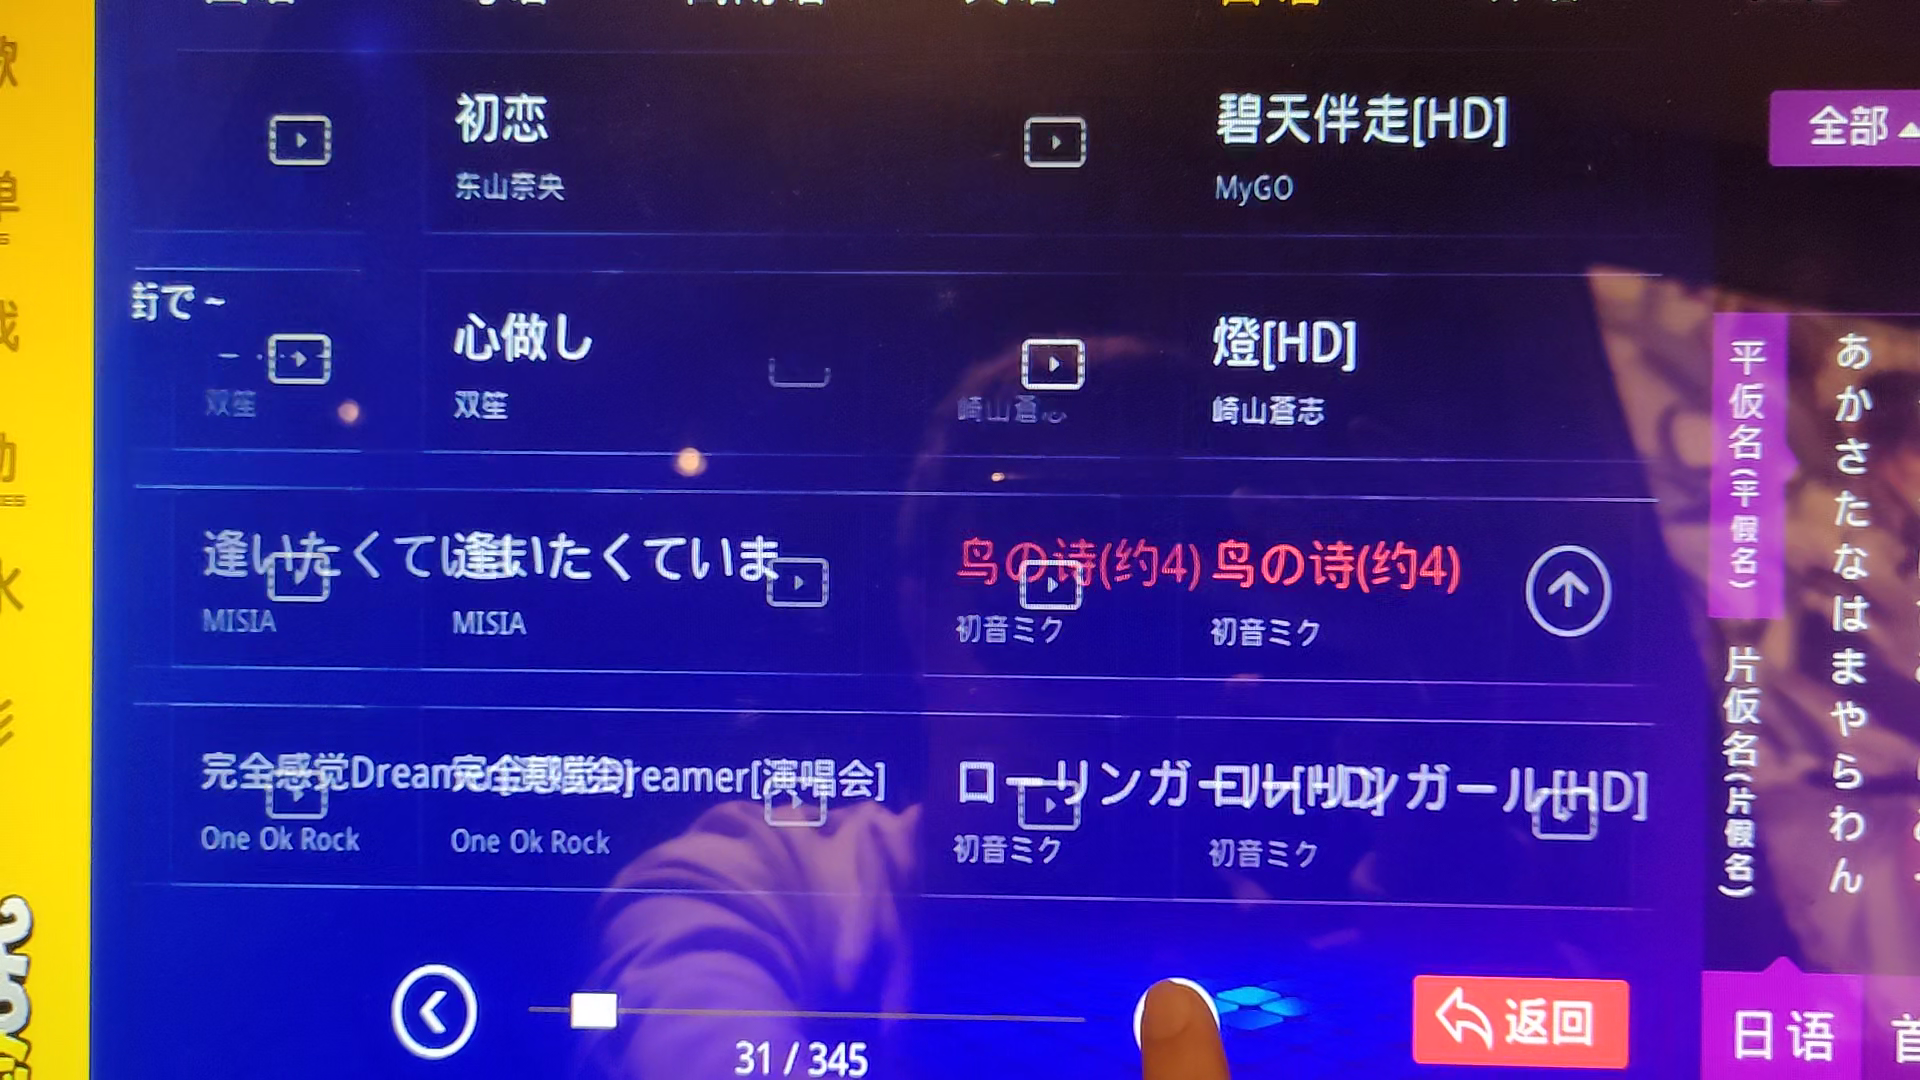 初恋
东山奈央
碧天伴走[HD]
MyGO
全部
街で~
心做し
双笙
双笙
燈[HD]
崎山蒼志
崎山蒼志
逢いたくていま
逢いたくていま
MISIA
MISIA
鸟の诗(约4)
鸟の诗(约4)
初音ミク
初音ミク
完全感觉Dreamer[演唱会]
完全感觉Dreamer[演唱会]
One Ok Rock
One Ok Rock
ローリンガール[HD]
ローリンガール[HD]
初音ミク
初音ミク
平仮名(平假名)
片仮名(片假名)
あかさたなはまやらわん
31 / 345
返回
日语